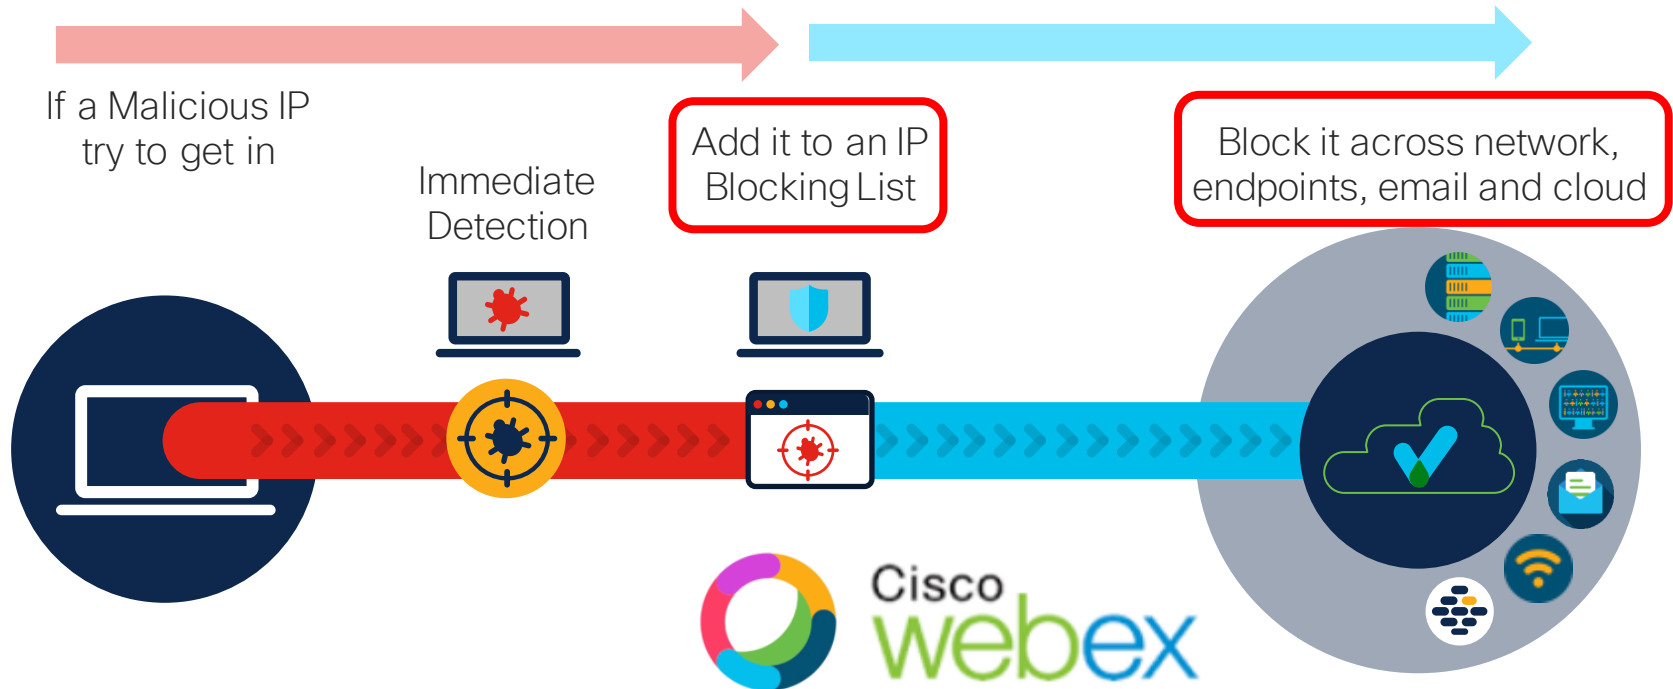 If a Malicious IP
try to get in
Immediate
Detection
Add it to an IP
Blocking List
Block it across network,
endpoints, email and cloud
Cisco
webex